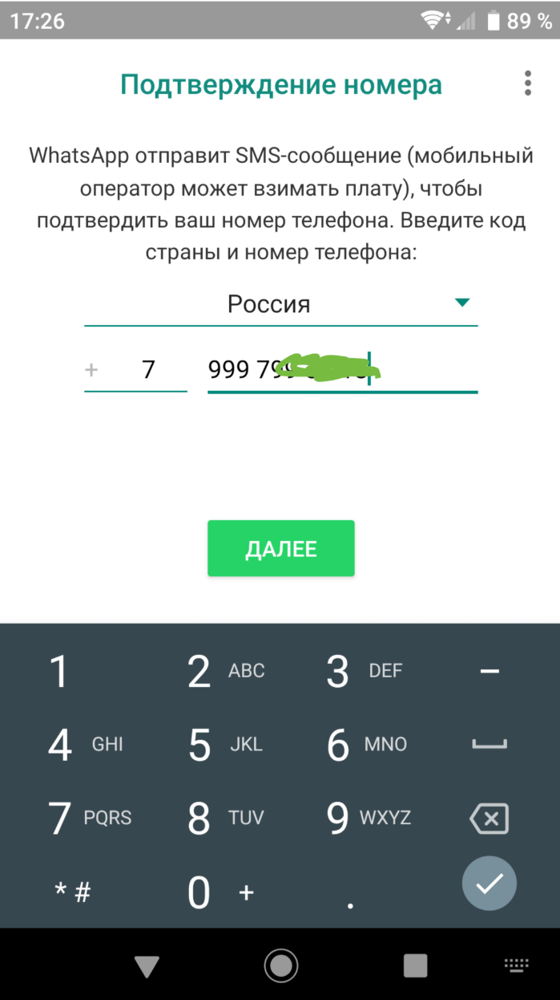 17:26
89 %
Подтверждение номера
WhatsApp отправит SMS-сообщение (мобильный
оператор может взимать плату), чтобы
подтвердить ваш номер телефона. Введите код
страны и номер телефона:
Россия
+ 7 999
ДАЛЕЕ
1 2 ABC 3 DEF –
4 GHI 5 JKL 6 MNO
7 PQRS 8 TUV 9 WXYZ
* # 0 + .